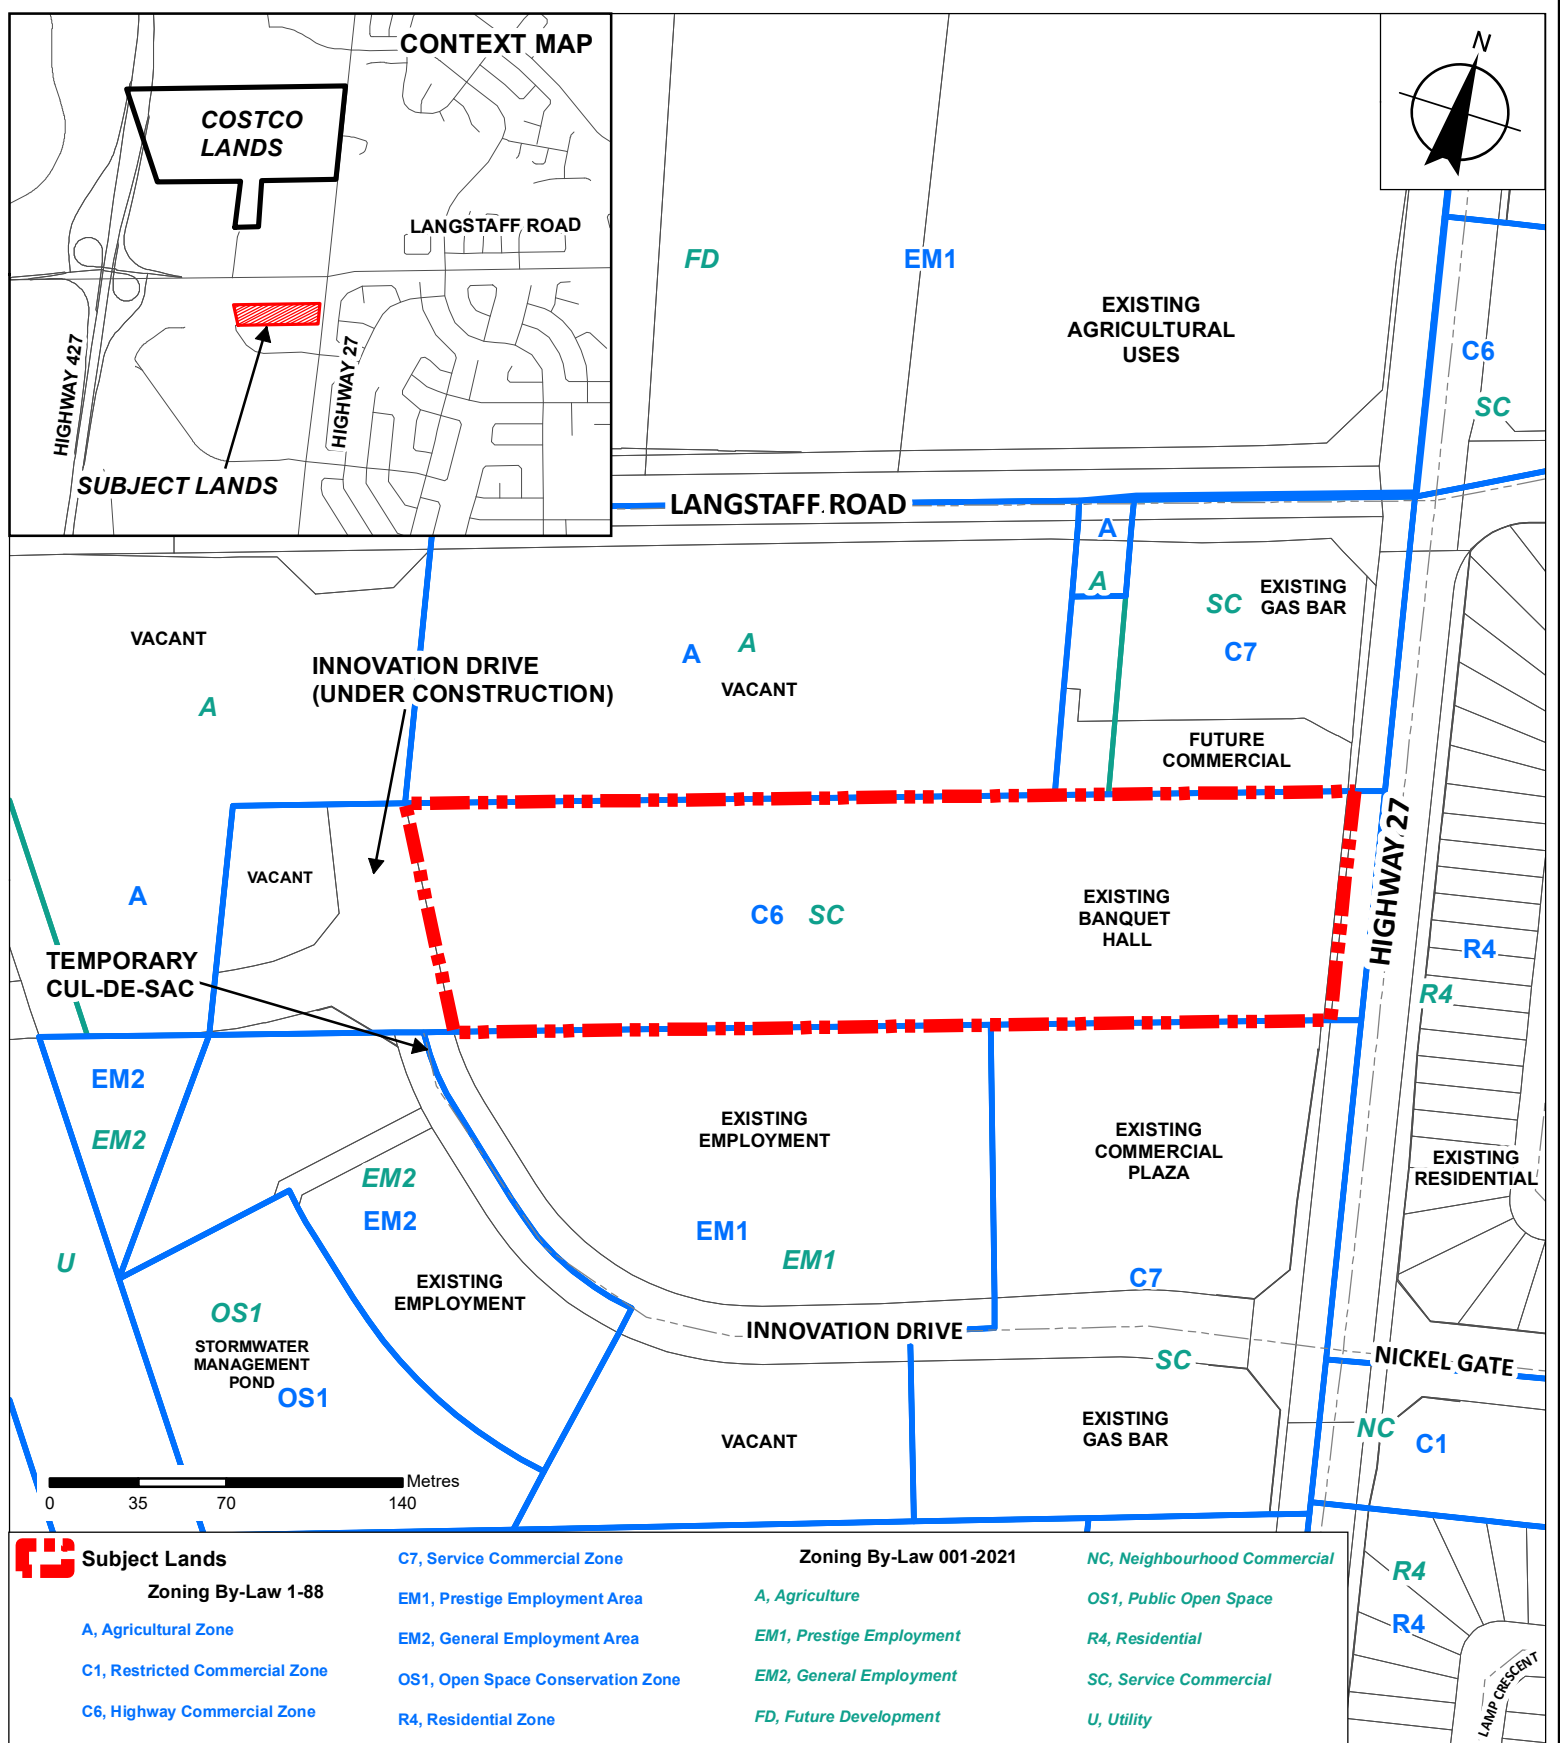 CONTEXT MAP
COSTCO
LANDS
LANGSTAFF ROAD
HIGHWAY 427
HIGHWAY 27
SUBJECT LANDS
N
FD
EM1
EXISTING
AGRICULTURAL
USES
C6
SC
LANGSTAFF ROAD
A
A
SC
EXISTING
GAS BAR
C7
VACANT
A
INNOVATION DRIVE
(UNDER CONSTRUCTION)
A
A
VACANT
FUTURE
COMMERCIAL
VACANT
A
C6
SC
EXISTING
BANQUET
HALL
HIGHWAY 27
R4
R4
TEMPORARY
CUL-DE-SAC
EM2
EM2
EM2
EM2
EXISTING
EMPLOYMENT
EXISTING
COMMERCIAL
PLAZA
EXISTING
RESIDENTIAL
EM1
EM1
U
OS1
STORMWATER
MANAGEMENT
POND
OS1
EXISTING
EMPLOYMENT
C7
INNOVATION DRIVE
SC
NICKEL GATE
VACANT
EXISTING
GAS BAR
NC
C1
Metres
0 35 70 140
R4
R4
LAMP CRESCENT
Subject Lands
Zoning By-Law 1-88
A, Agricultural Zone
C1, Restricted Commercial Zone
C6, Highway Commercial Zone
C7, Service Commercial Zone
EM1, Prestige Employment Area
EM2, General Employment Area
OS1, Open Space Conservation Zone
R4, Residential Zone
Zoning By-Law 001-2021
A, Agriculture
EM1, Prestige Employment
EM2, General Employment
FD, Future Development
NC, Neighbourhood Commercial
OS1, Public Open Space
R4, Residential
SC, Service Commercial
U, Utility